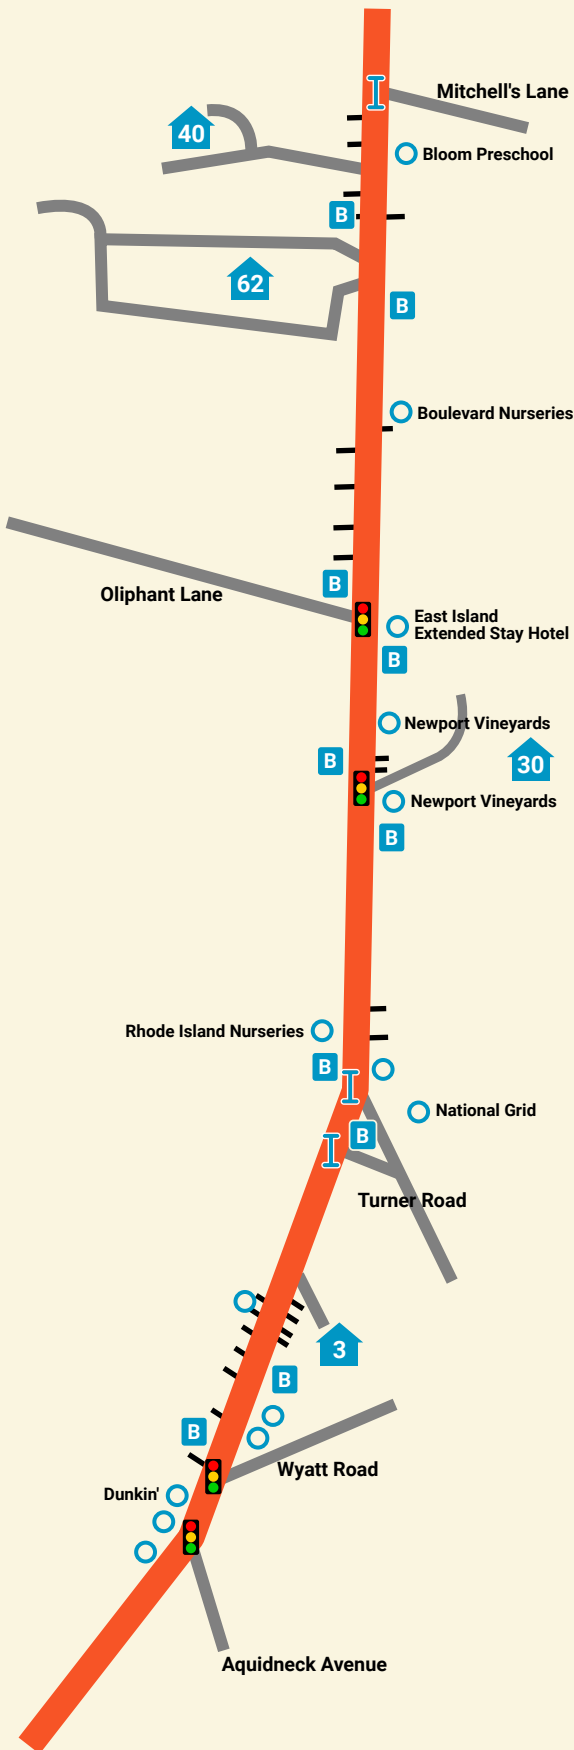 Mitchell's Lane
40
Bloom Preschool
B
62
B
Boulevard Nurseries
B
Oliphant Lane
East Island
Extended Stay Hotel
B
Newport Vineyards
B
30
Newport Vineyards
B
Rhode Island Nurseries
B
National Grid
B
Turner Road
3
B
B
Wyatt Road
Dunkin'
Aquidneck Avenue